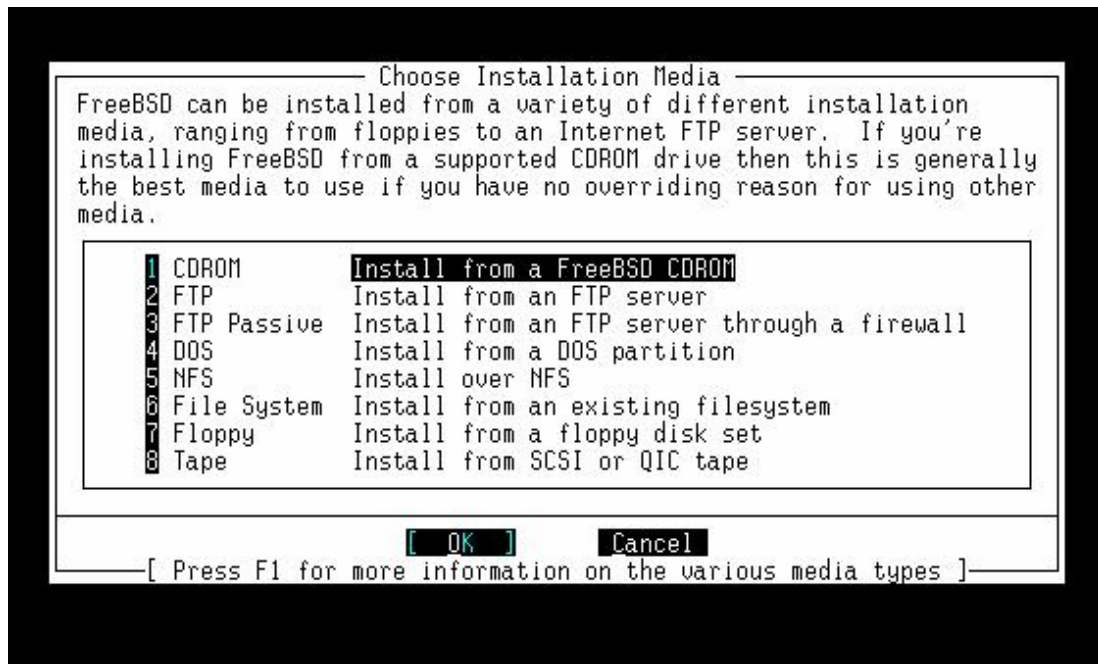 Choose Installation Media
FreeBSD can be installed from a variety of different installation
media, ranging from floppies to an Internet FTP server.  If you're
installing FreeBSD from a supported CDROM drive then this is generally
the best media to use if you have no overriding reason for using other
media.
1 CDROM       Install from a FreeBSD CDROM
2 FTP         Install from an FTP server
3 FTP Passive Install from an FTP server through a firewall
4 DOS         Install from a DOS partition
5 NFS         Install over NFS
6 File System Install from an existing filesystem
7 Floppy      Install from a floppy disk set
8 Tape        Install from SCSI or QIC tape
[  OK  ]     Cancel
[ Press F1 for more information on the various media types ]